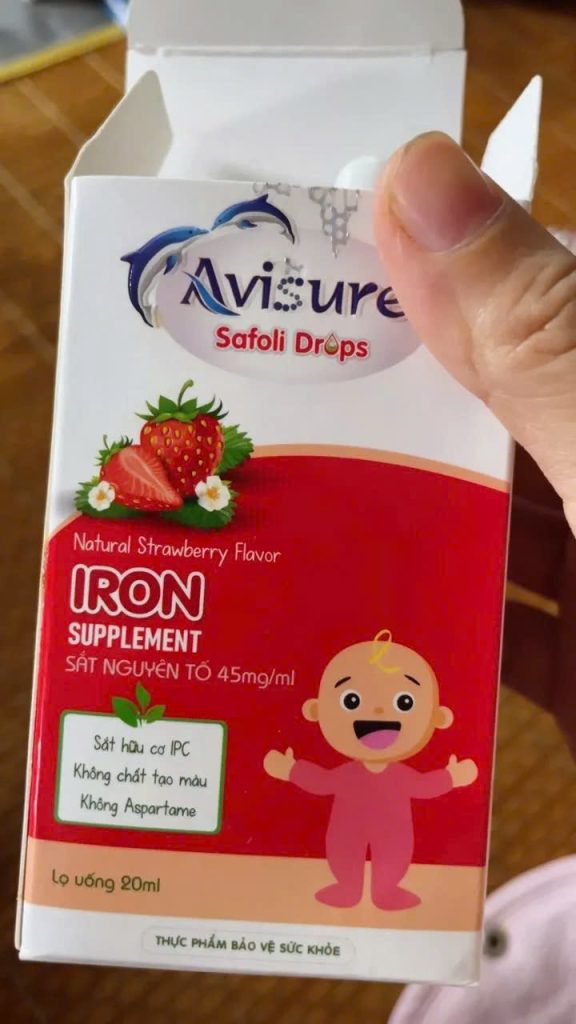 Avisure
Safoli Drops
Natural Strawberry Flavor
IRON
SUPPLEMENT
SẮT NGUYÊN TỐ 45mg/ml
Sắt hữu cơ IPC
Không chất tạo màu
Không Aspartame
Lọ uống 20ml
THỰC PHẨM BẢO VỆ SỨC KHỎE